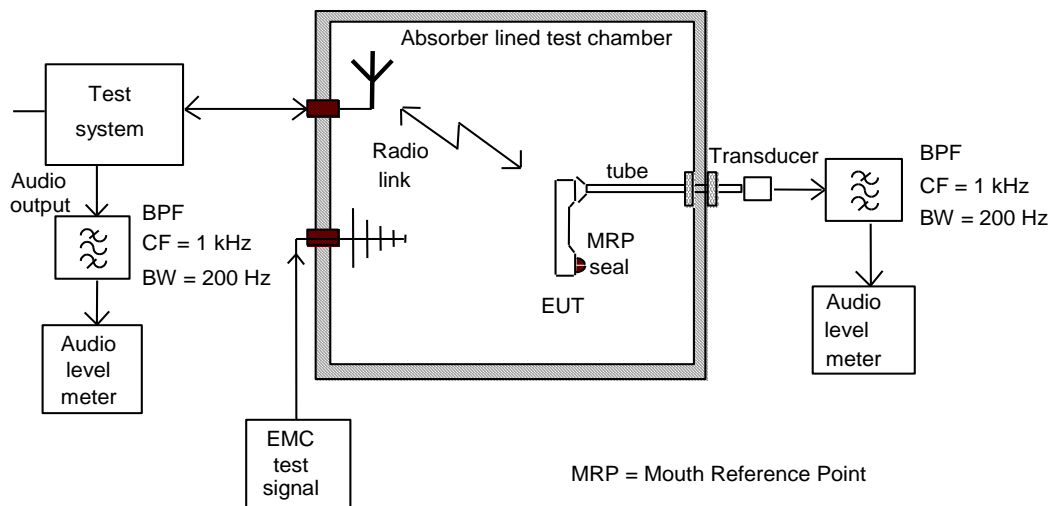 Absorber lined test chamber
Test
system
Radio
link
Audio
output
BPF
CF = 1 kHz
BW = 200 Hz
Audio
level
meter
EMC
test
signal
tube
Transducer
MRP
seal
EUT
BPF
CF = 1 kHz
BW = 200 Hz
Audio
level
meter
MRP = Mouth Reference Point